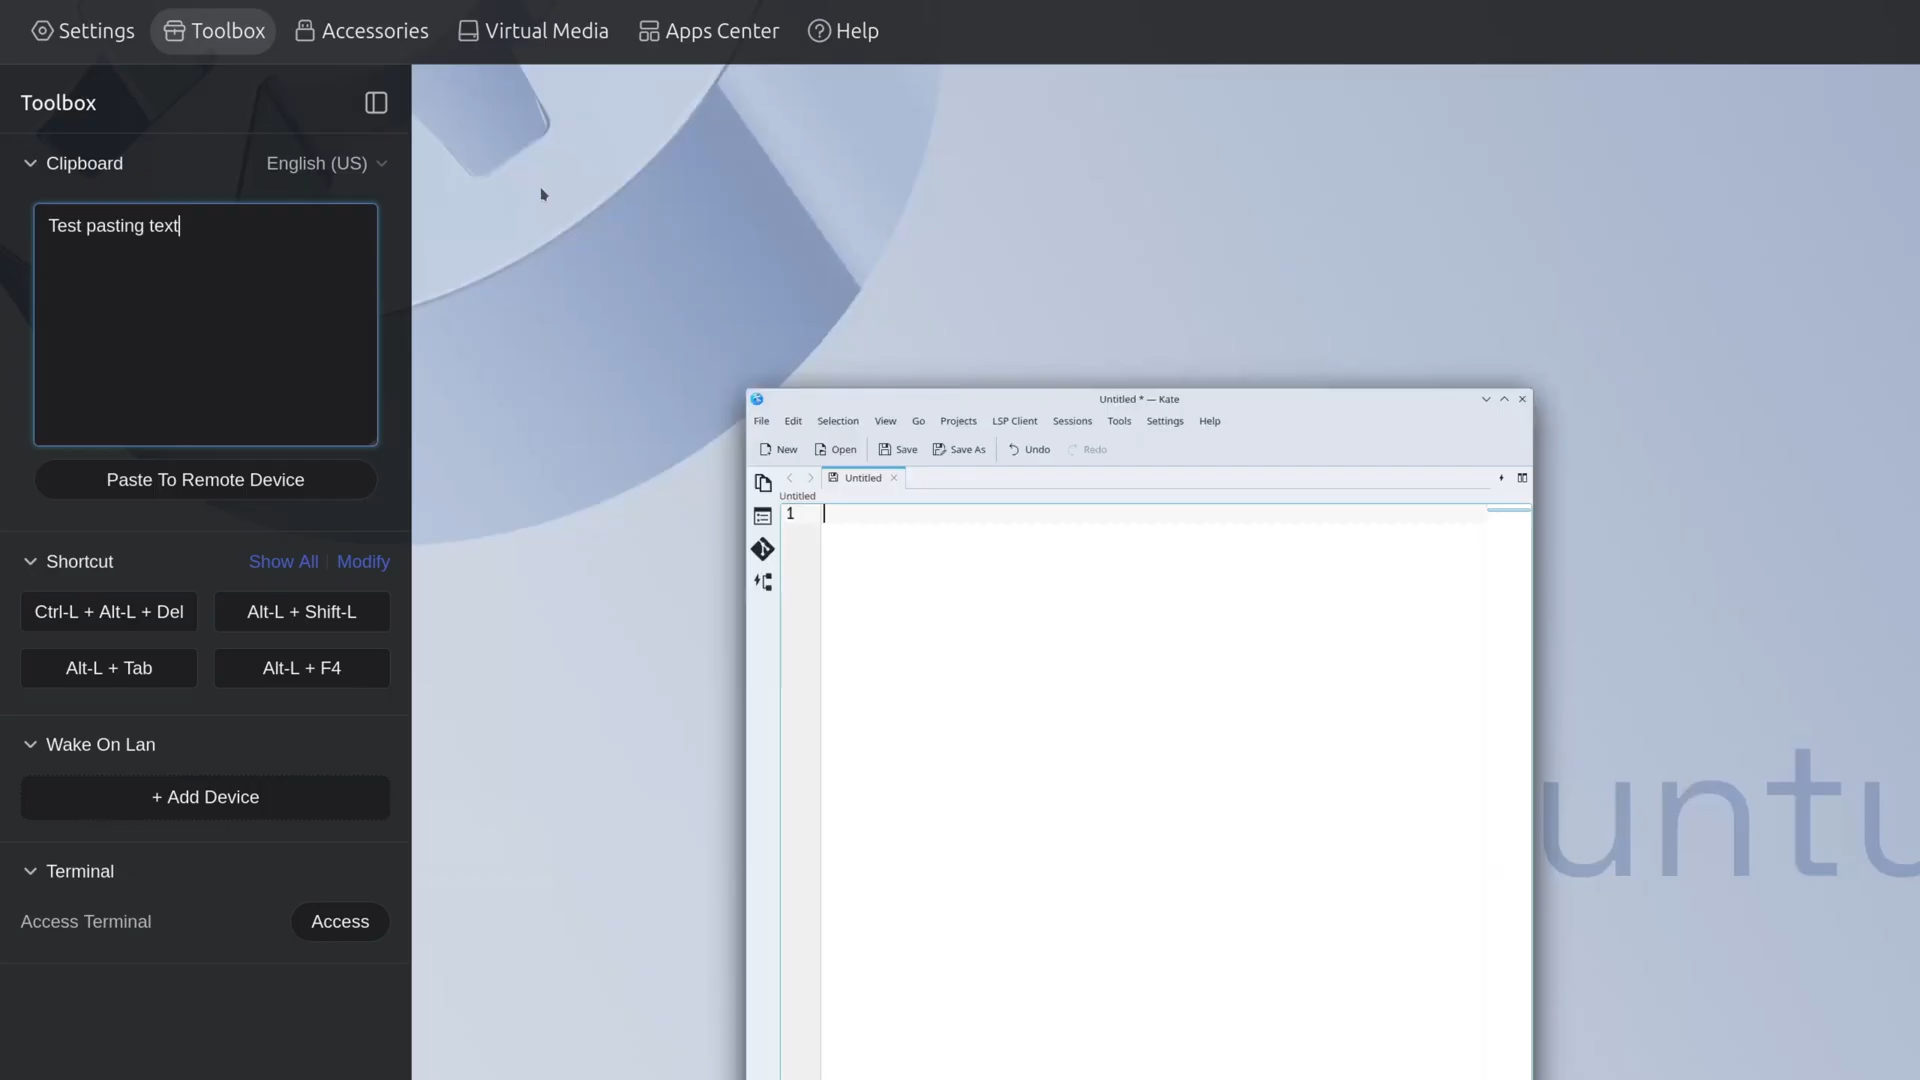 Settings
Toolbox
Accessories
Virtual Media
Apps Center
Help
Toolbox
Clipboard
English (US)
Test pasting text
Paste To Remote Device
Shortcut
Show All
Modify
Ctrl-L + Alt-L + Del
Alt-L + Shift-L
Alt-L + Tab
Alt-L + F4
Wake On Lan
+ Add Device
Terminal
Access Terminal
Access
Untitled * — Kate
File Edit Selection View Go Projects LSP Client Sessions Tools Settings Help
New Open Save Save As Undo Redo
Untitled
Untitled
1
untu